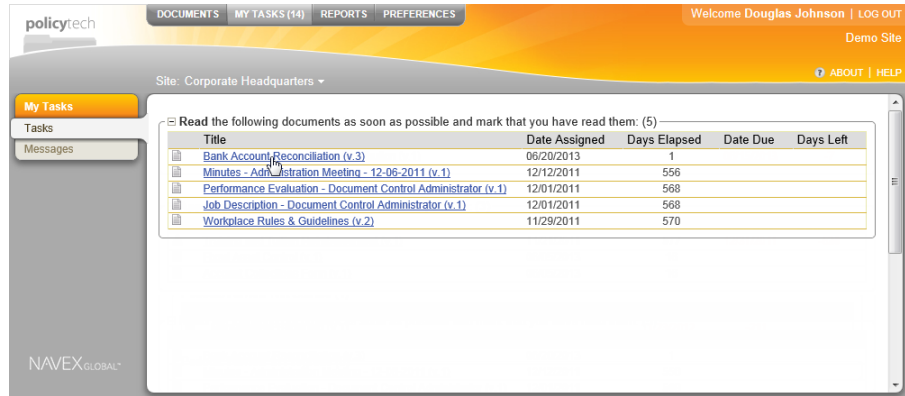 policytech
DOCUMENTS MY TASKS (14) REPORTS PREFERENCES
Welcome Douglas Johnson | LOG OUT
Demo Site
Site: Corporate Headquarters
? ABOUT | HELP
My Tasks
Tasks
Messages
Read the following documents as soon as possible and mark that you have read them: (5)
Title Date Assigned Days Elapsed Date Due Days Left
Bank Account Reconciliation (v.3) 06/20/2013 1
Minutes - Administration Meeting - 12-06-2011 (v.1) 12/12/2011 556
Performance Evaluation - Document Control Administrator (v.1) 12/01/2011 568
Job Description - Document Control Administrator (v.1) 12/01/2011 568
Workplace Rules & Guidelines (v.2) 11/29/2011 570
NAVEX GLOBAL